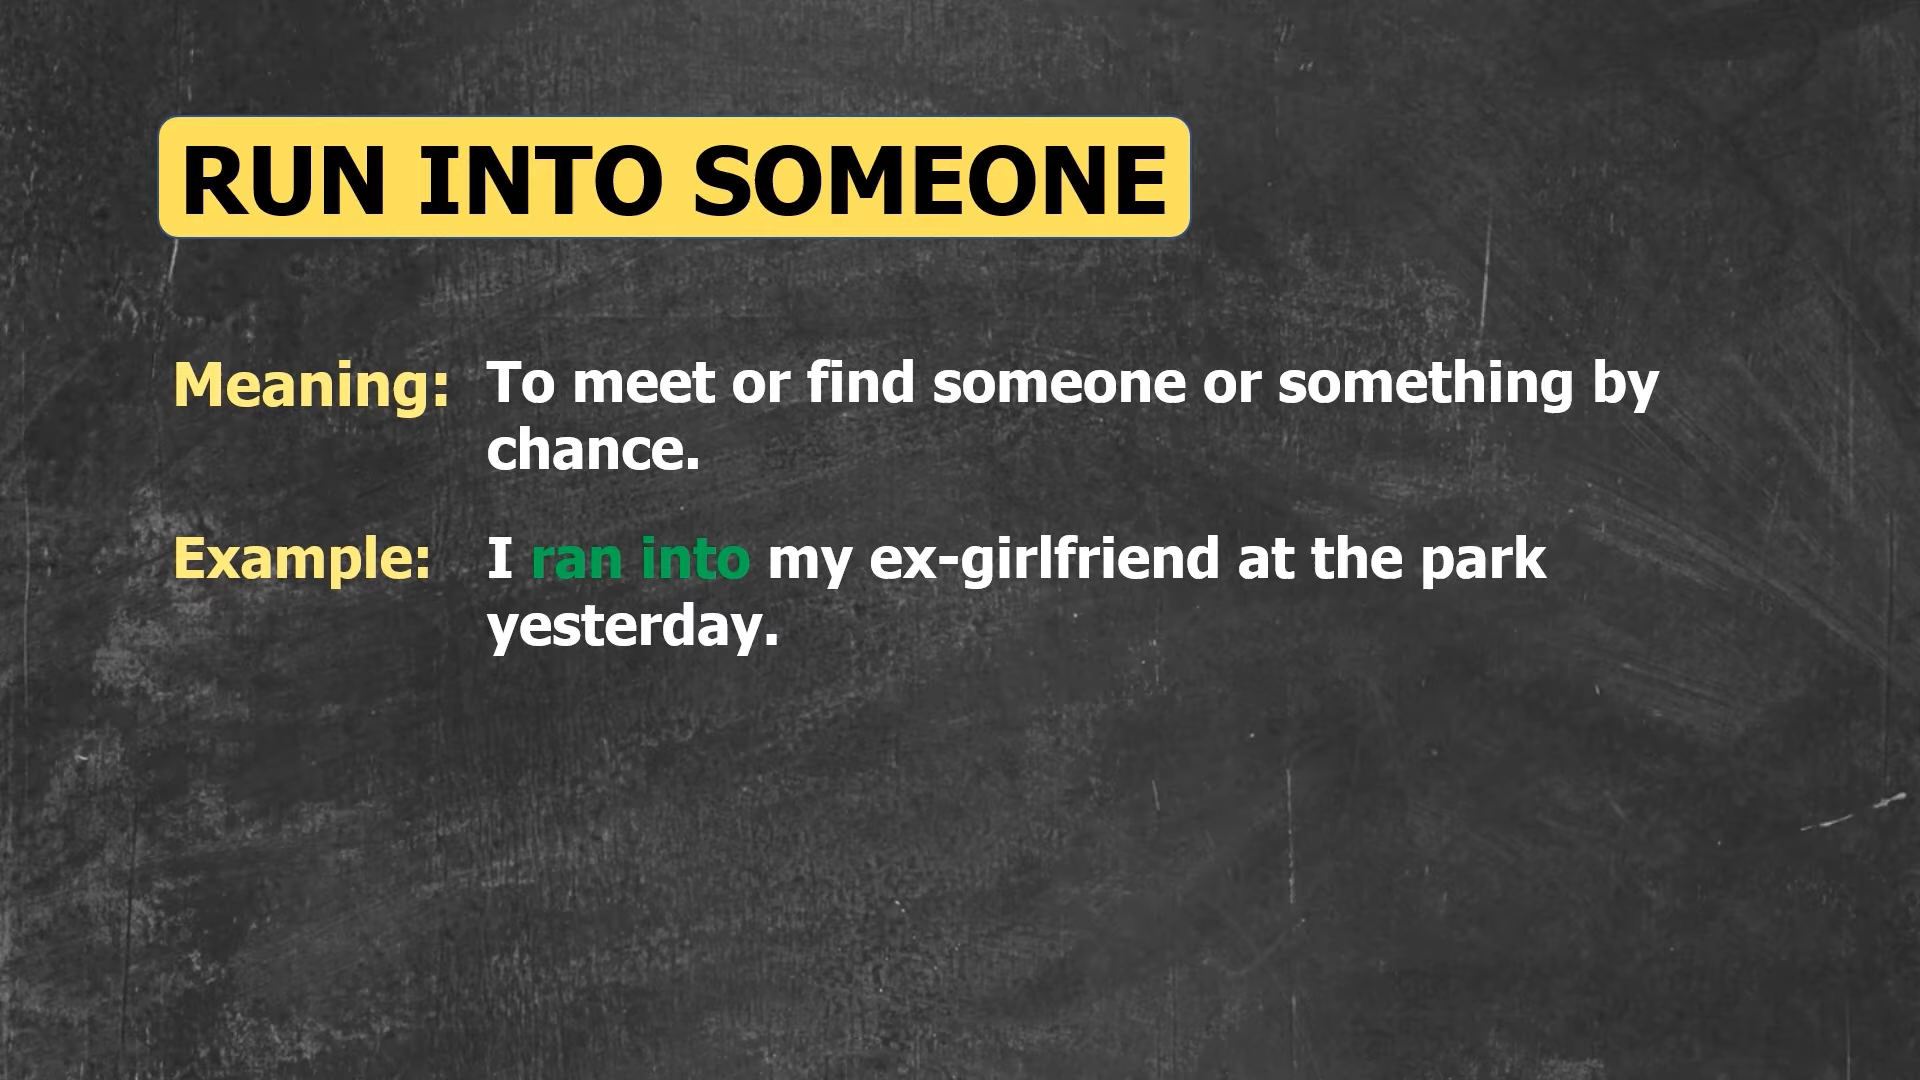 RUN INTO SOMEONE
Meaning: To meet or find someone or something by
chance.
Example: I ran into my ex-girlfriend at the park
yesterday.